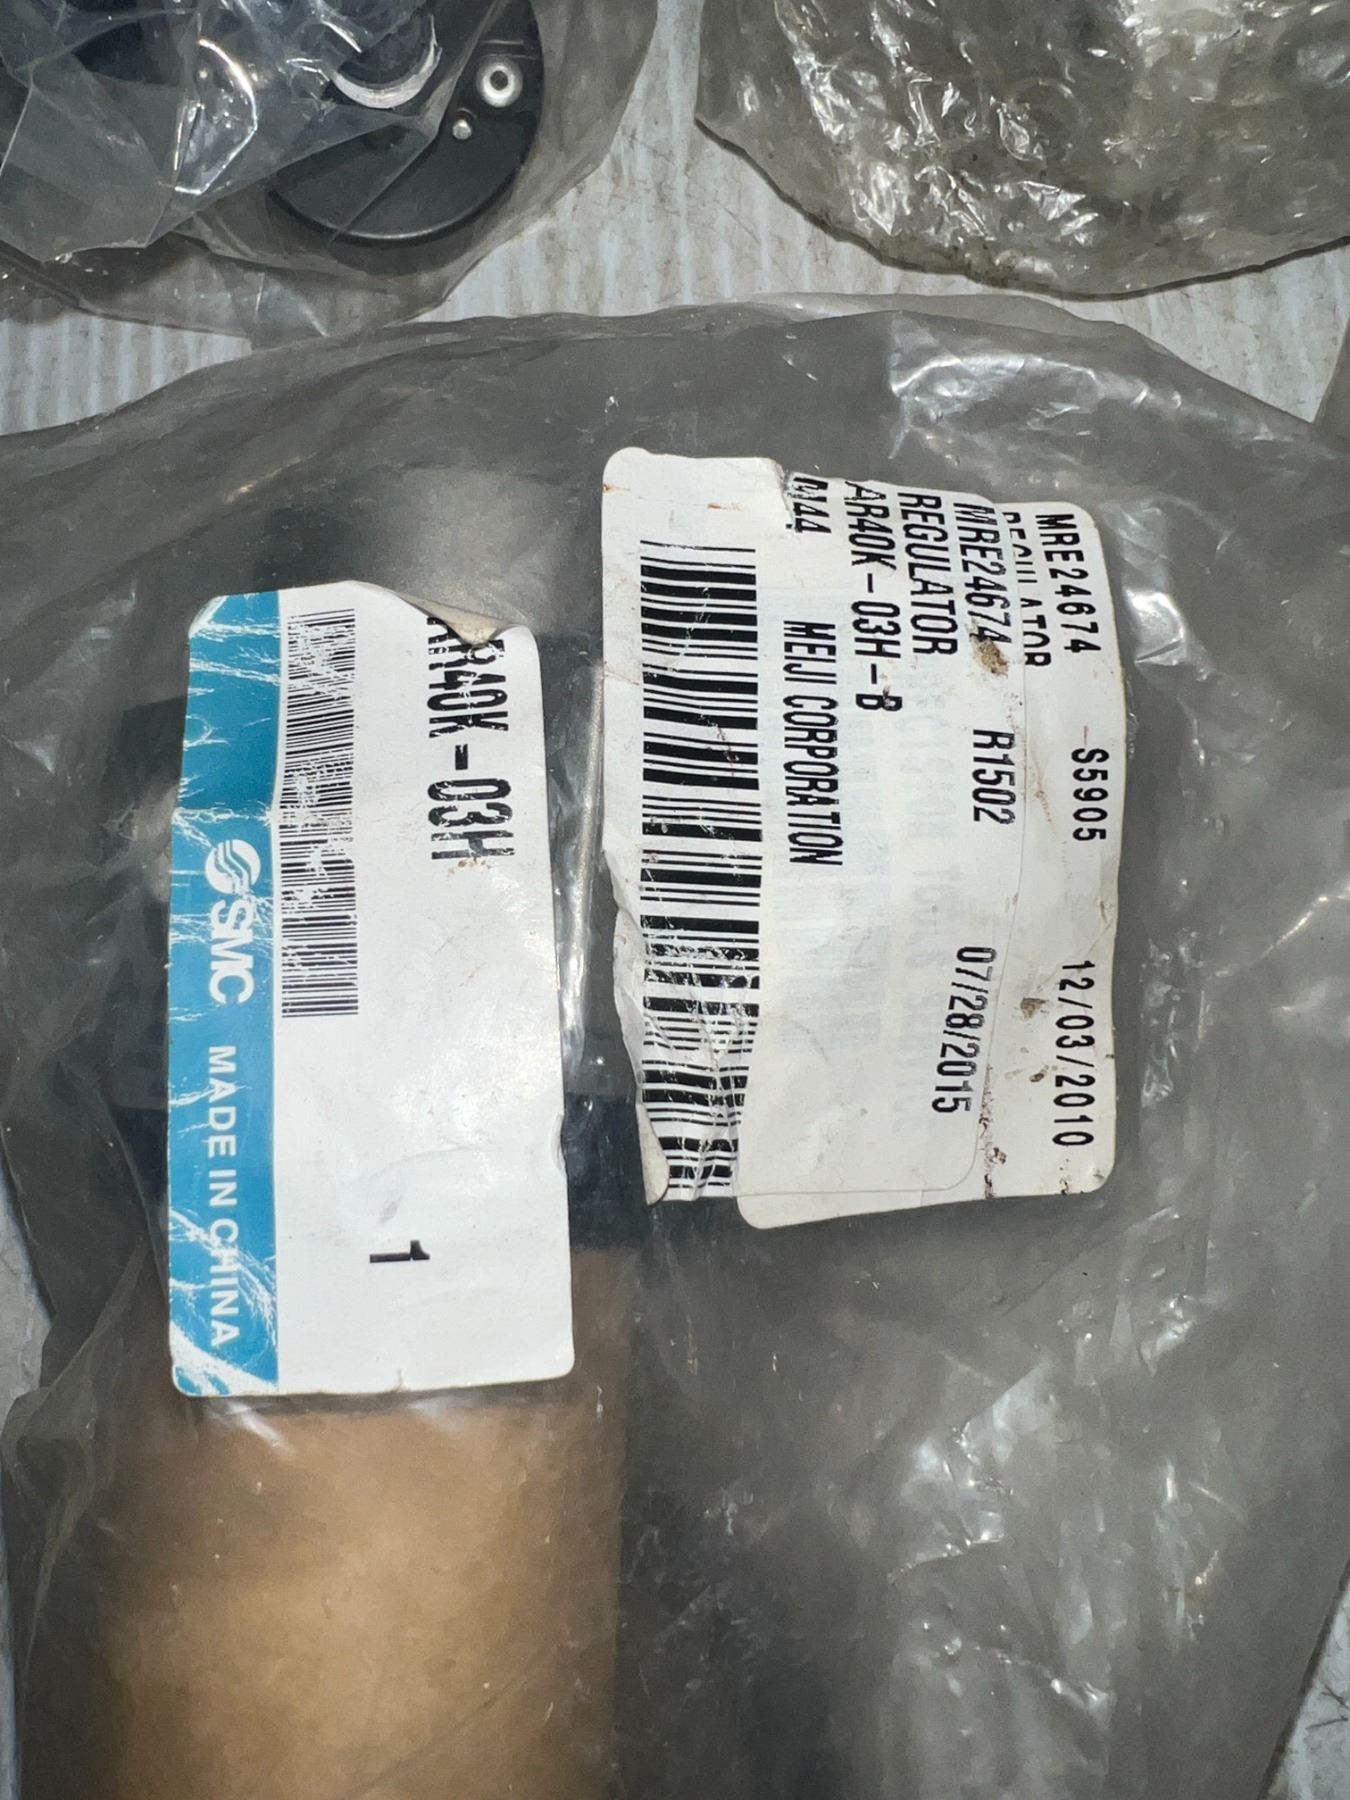 MRE24674 S5905 12/03/2010
REGULATOR
MRE24674 R1502 07/28/2015
REGULATOR
AR40K-03H-B
MEIJI CORPORATION
AR40K-03H
1
SMC MADE IN CHINA